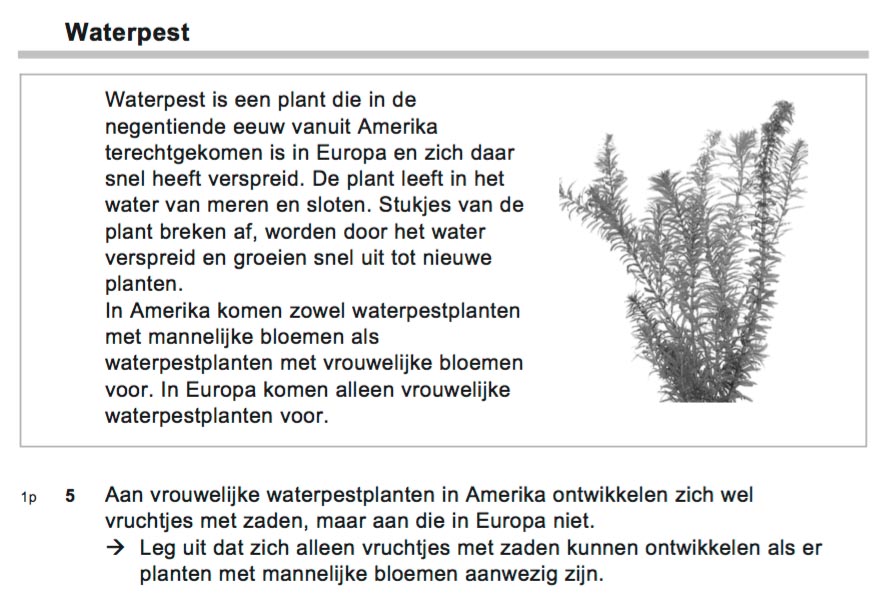 Waterpest
Waterpest is een plant die in de
negentiende eeuw vanuit Amerika
terechtgekomen is in Europa en zich daar
snel heeft verspreid. De plant leeft in het
water van meren en sloten. Stukjes van de
plant breken af, worden door het water
verspreid en groeien snel uit tot nieuwe
planten.
In Amerika komen zowel waterpestplanten
met mannelijke bloemen als
waterpestplanten met vrouwelijke bloemen
voor. In Europa komen alleen vrouwelijke
waterpestplanten voor.
1p 5 Aan vrouwelijke waterpestplanten in Amerika ontwikkelen zich wel
vruchtjes met zaden, maar aan die in Europa niet.
→ Leg uit dat zich alleen vruchtjes met zaden kunnen ontwikkelen als er
planten met mannelijke bloemen aanwezig zijn.